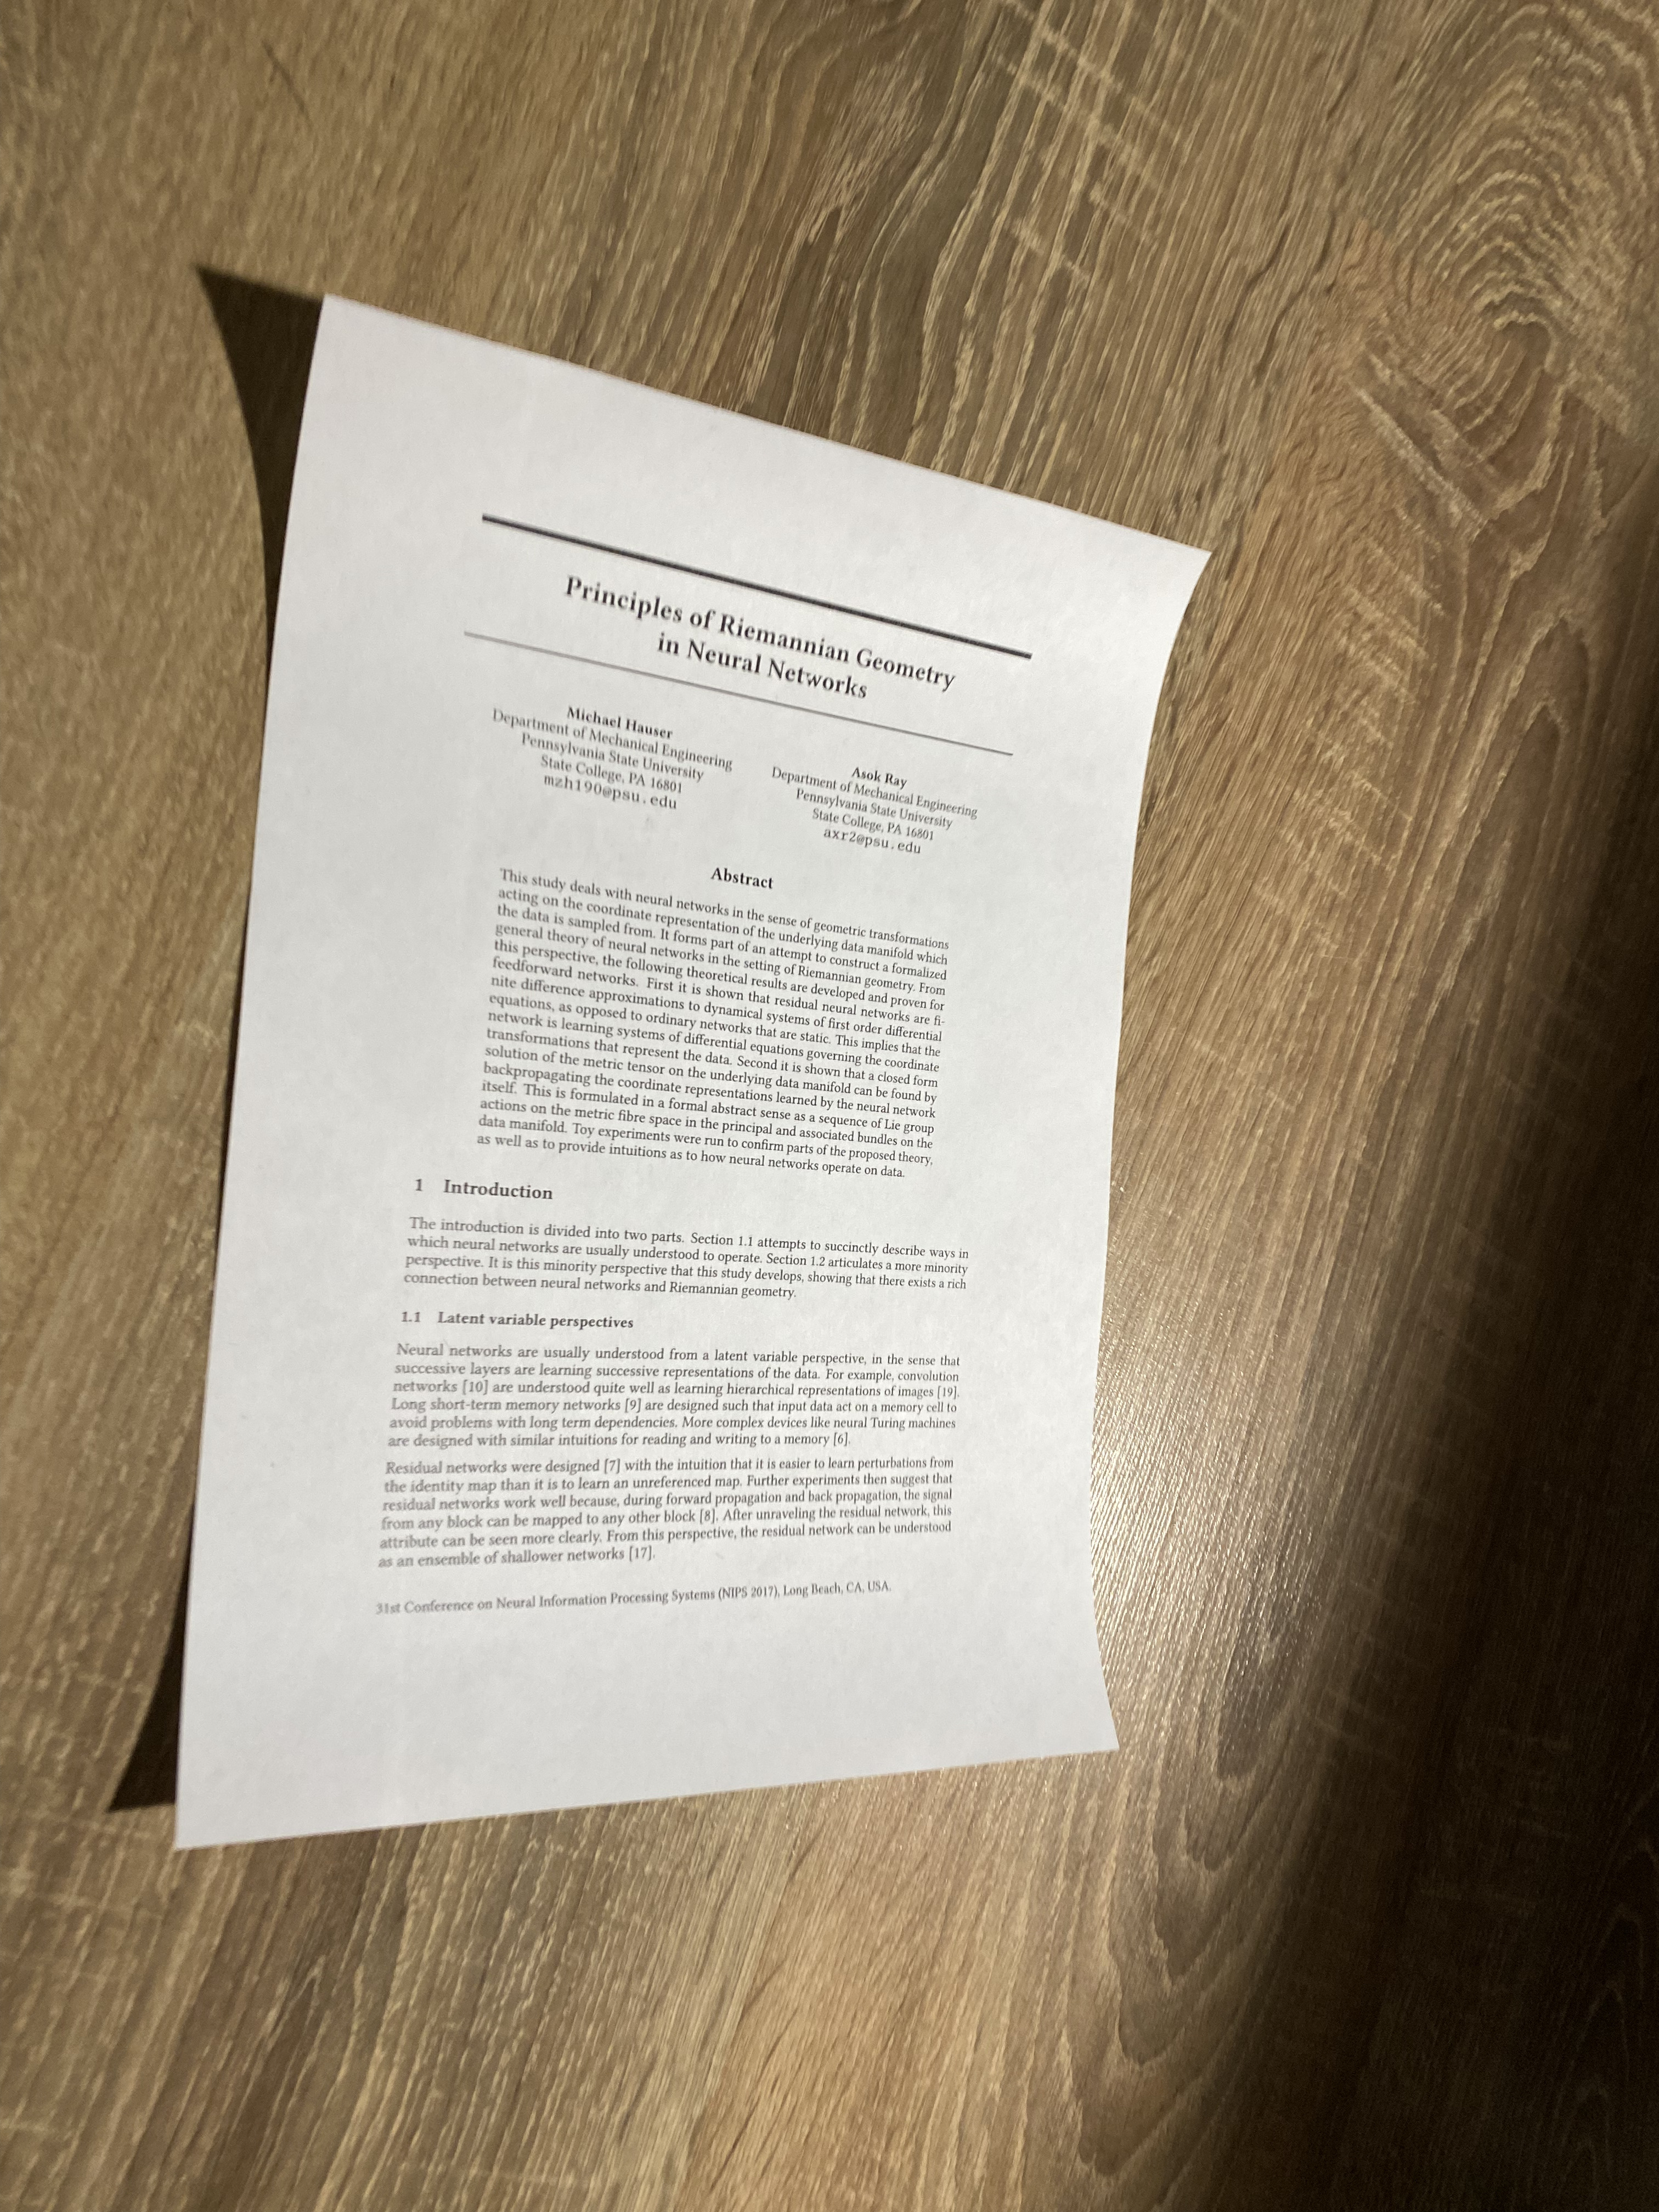 Principles of Riemannian Geometry
in Neural Networks
Michael Hauser
Department of Mechanical Engineering
Pennsylvania State University
State College, PA 16801
mzh190@psu.edu
Asok Ray
Department of Mechanical Engineering
Pennsylvania State University
State College, PA 16801
axr2@psu.edu
Abstract
This study deals with neural networks in the sense of geometric transformations
acting on the coordinate representation of the underlying data manifold which
the data is sampled from. It forms part of an attempt to construct a formalized
general theory of neural networks in the setting of Riemannian geometry. From
this perspective, the following theoretical results are developed and proven for
feedforward networks. First it is shown that residual neural networks are fi-
nite difference approximations to dynamical systems of first order differential
equations, as opposed to ordinary networks that are static. This implies that the
network is learning systems of differential equations governing the coordinate
transformations that represent the data. Second it is shown that a closed form
solution of the metric tensor on the underlying data manifold can be found by
backpropagating the coordinate representations learned by the neural network
itself. This is formulated in a formal abstract sense as a sequence of Lie group
actions on the metric fibre space in the principal and associated bundles on the
data manifold. Toy experiments were run to confirm parts of the proposed theory,
as well as to provide intuitions as to how neural networks operate on data.
1 Introduction
The introduction is divided into two parts. Section 1.1 attempts to succinctly describe ways in
which neural networks are usually understood to operate. Section 1.2 articulates a more minority
perspective. It is this minority perspective that this study develops, showing that there exists a rich
connection between neural networks and Riemannian geometry.
1.1 Latent variable perspectives
Neural networks are usually understood from a latent variable perspective, in the sense that
successive layers are learning successive representations of the data. For example, convolution
networks [10] are understood quite well as learning hierarchical representations of images [19].
Long short-term memory networks [9] are designed such that input data act on a memory cell to
avoid problems with long term dependencies. More complex devices like neural Turing machines
are designed with similar intuitions for reading and writing to a memory [6].
Residual networks were designed [7] with the intuition that it is easier to learn perturbations from
the identity map than it is to learn an unreferenced map. Further experiments then suggest that
residual networks work well because, during forward propagation and back propagation, the signal
from any block can be mapped to any other block [8]. After unraveling the residual network, this
attribute can be seen more clearly. From this perspective, the residual network can be understood
as an ensemble of shallower networks [17].
31st Conference on Neural Information Processing Systems (NIPS 2017), Long Beach, CA, USA.